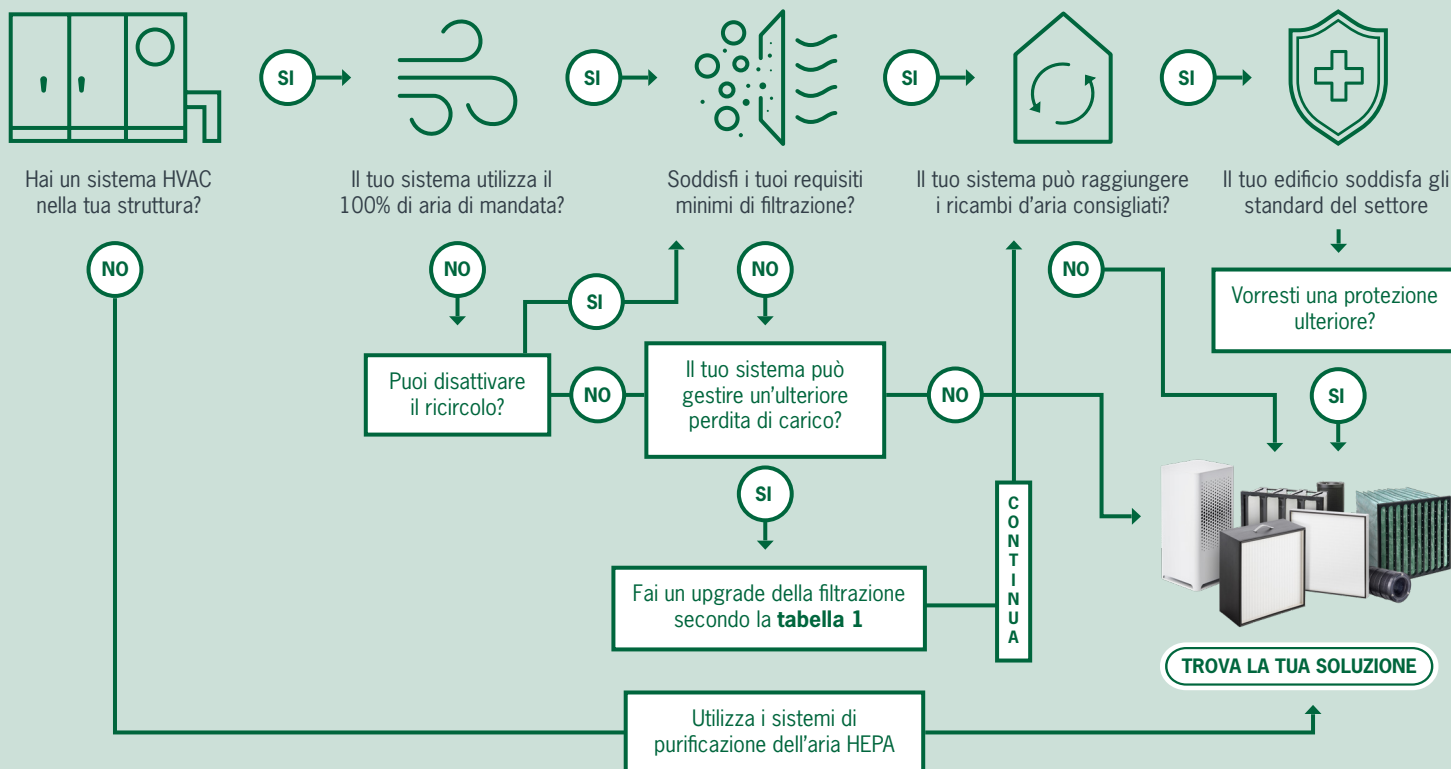 SI
SI
SI
SI
Hai un sistema HVAC
nella tua struttura?
Il tuo sistema utilizza il
100% di aria di mandata?
Soddisfi i tuoi requisiti
minimi di filtrazione?
Il tuo sistema può raggiungere
i ricambi d'aria consigliati?
Il tuo edificio soddisfa gli
standard del settore
NO
NO
SI
NO
NO
Vorresti una protezione
ulteriore?
Puoi disattivare
il ricircolo?
NO
Il tuo sistema può
gestire un'ulteriore
perdita di carico?
NO
SI
SI
CONTINUA
Fai un upgrade della filtrazione
secondo la tabella 1
TROVA LA TUA SOLUZIONE
Utilizza i sistemi di
purificazione dell'aria HEPA